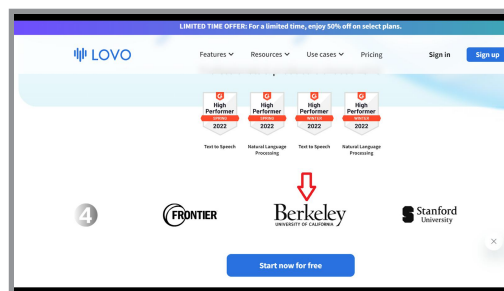 LIMITED TIME OFFER: For a limited time, enjoy 50% off on select plans.
LOVO Features Resources Use cases Pricing Sign in Sign up
High Performer SPRING 2022 Text to Speech
High Performer SPRING 2022 Natural Language Processing
High Performer WINTER 2022 Text to Speech
High Performer WINTER 2022 Natural Language Processing
4
FRONTIER
Berkeley
UNIVERSITY OF CALIFORNIA
S Stanford
University
Start now for free